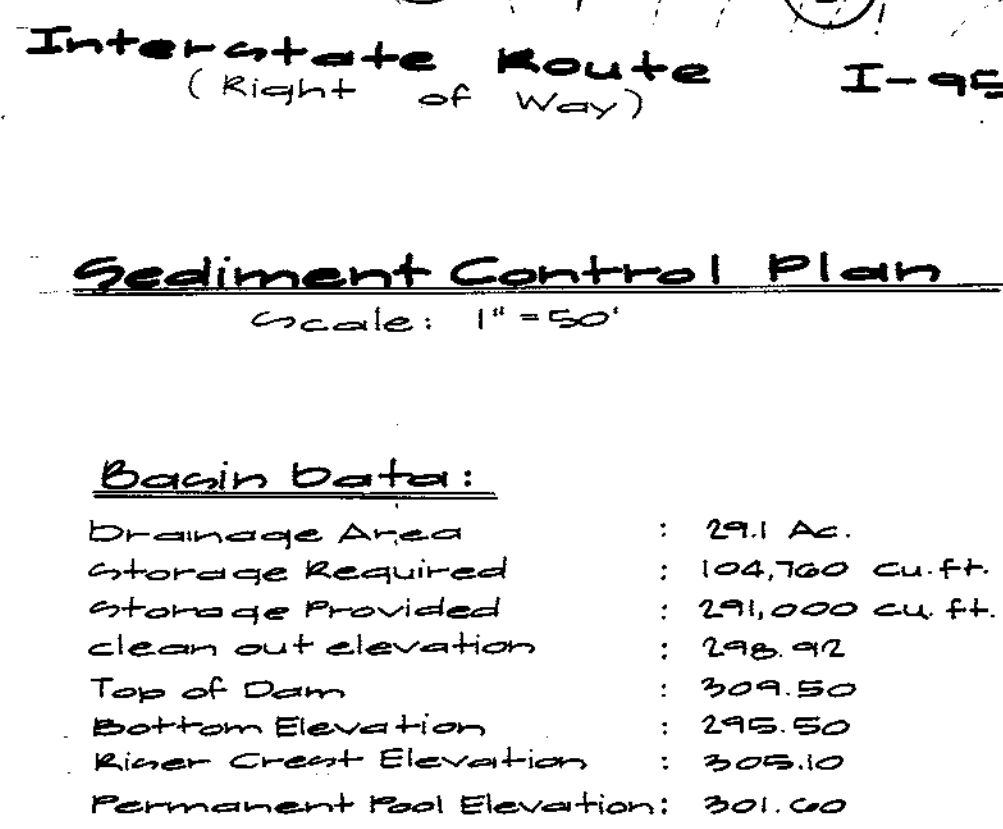 Interstate Route I-95
(Right of Way)
Sediment Control Plan
Scale: 1" = 50'
Basin Data:
Drainage Area : 29.1 Ac.
Storage Required : 104,760 cu.ft.
Storage Provided : 291,000 cu.ft.
clean out elevation : 298.92
Top of Dam : 309.50
Bottom Elevation : 295.50
Riser Crest Elevation : 305.10
Permanent Pool Elevation: 301.60